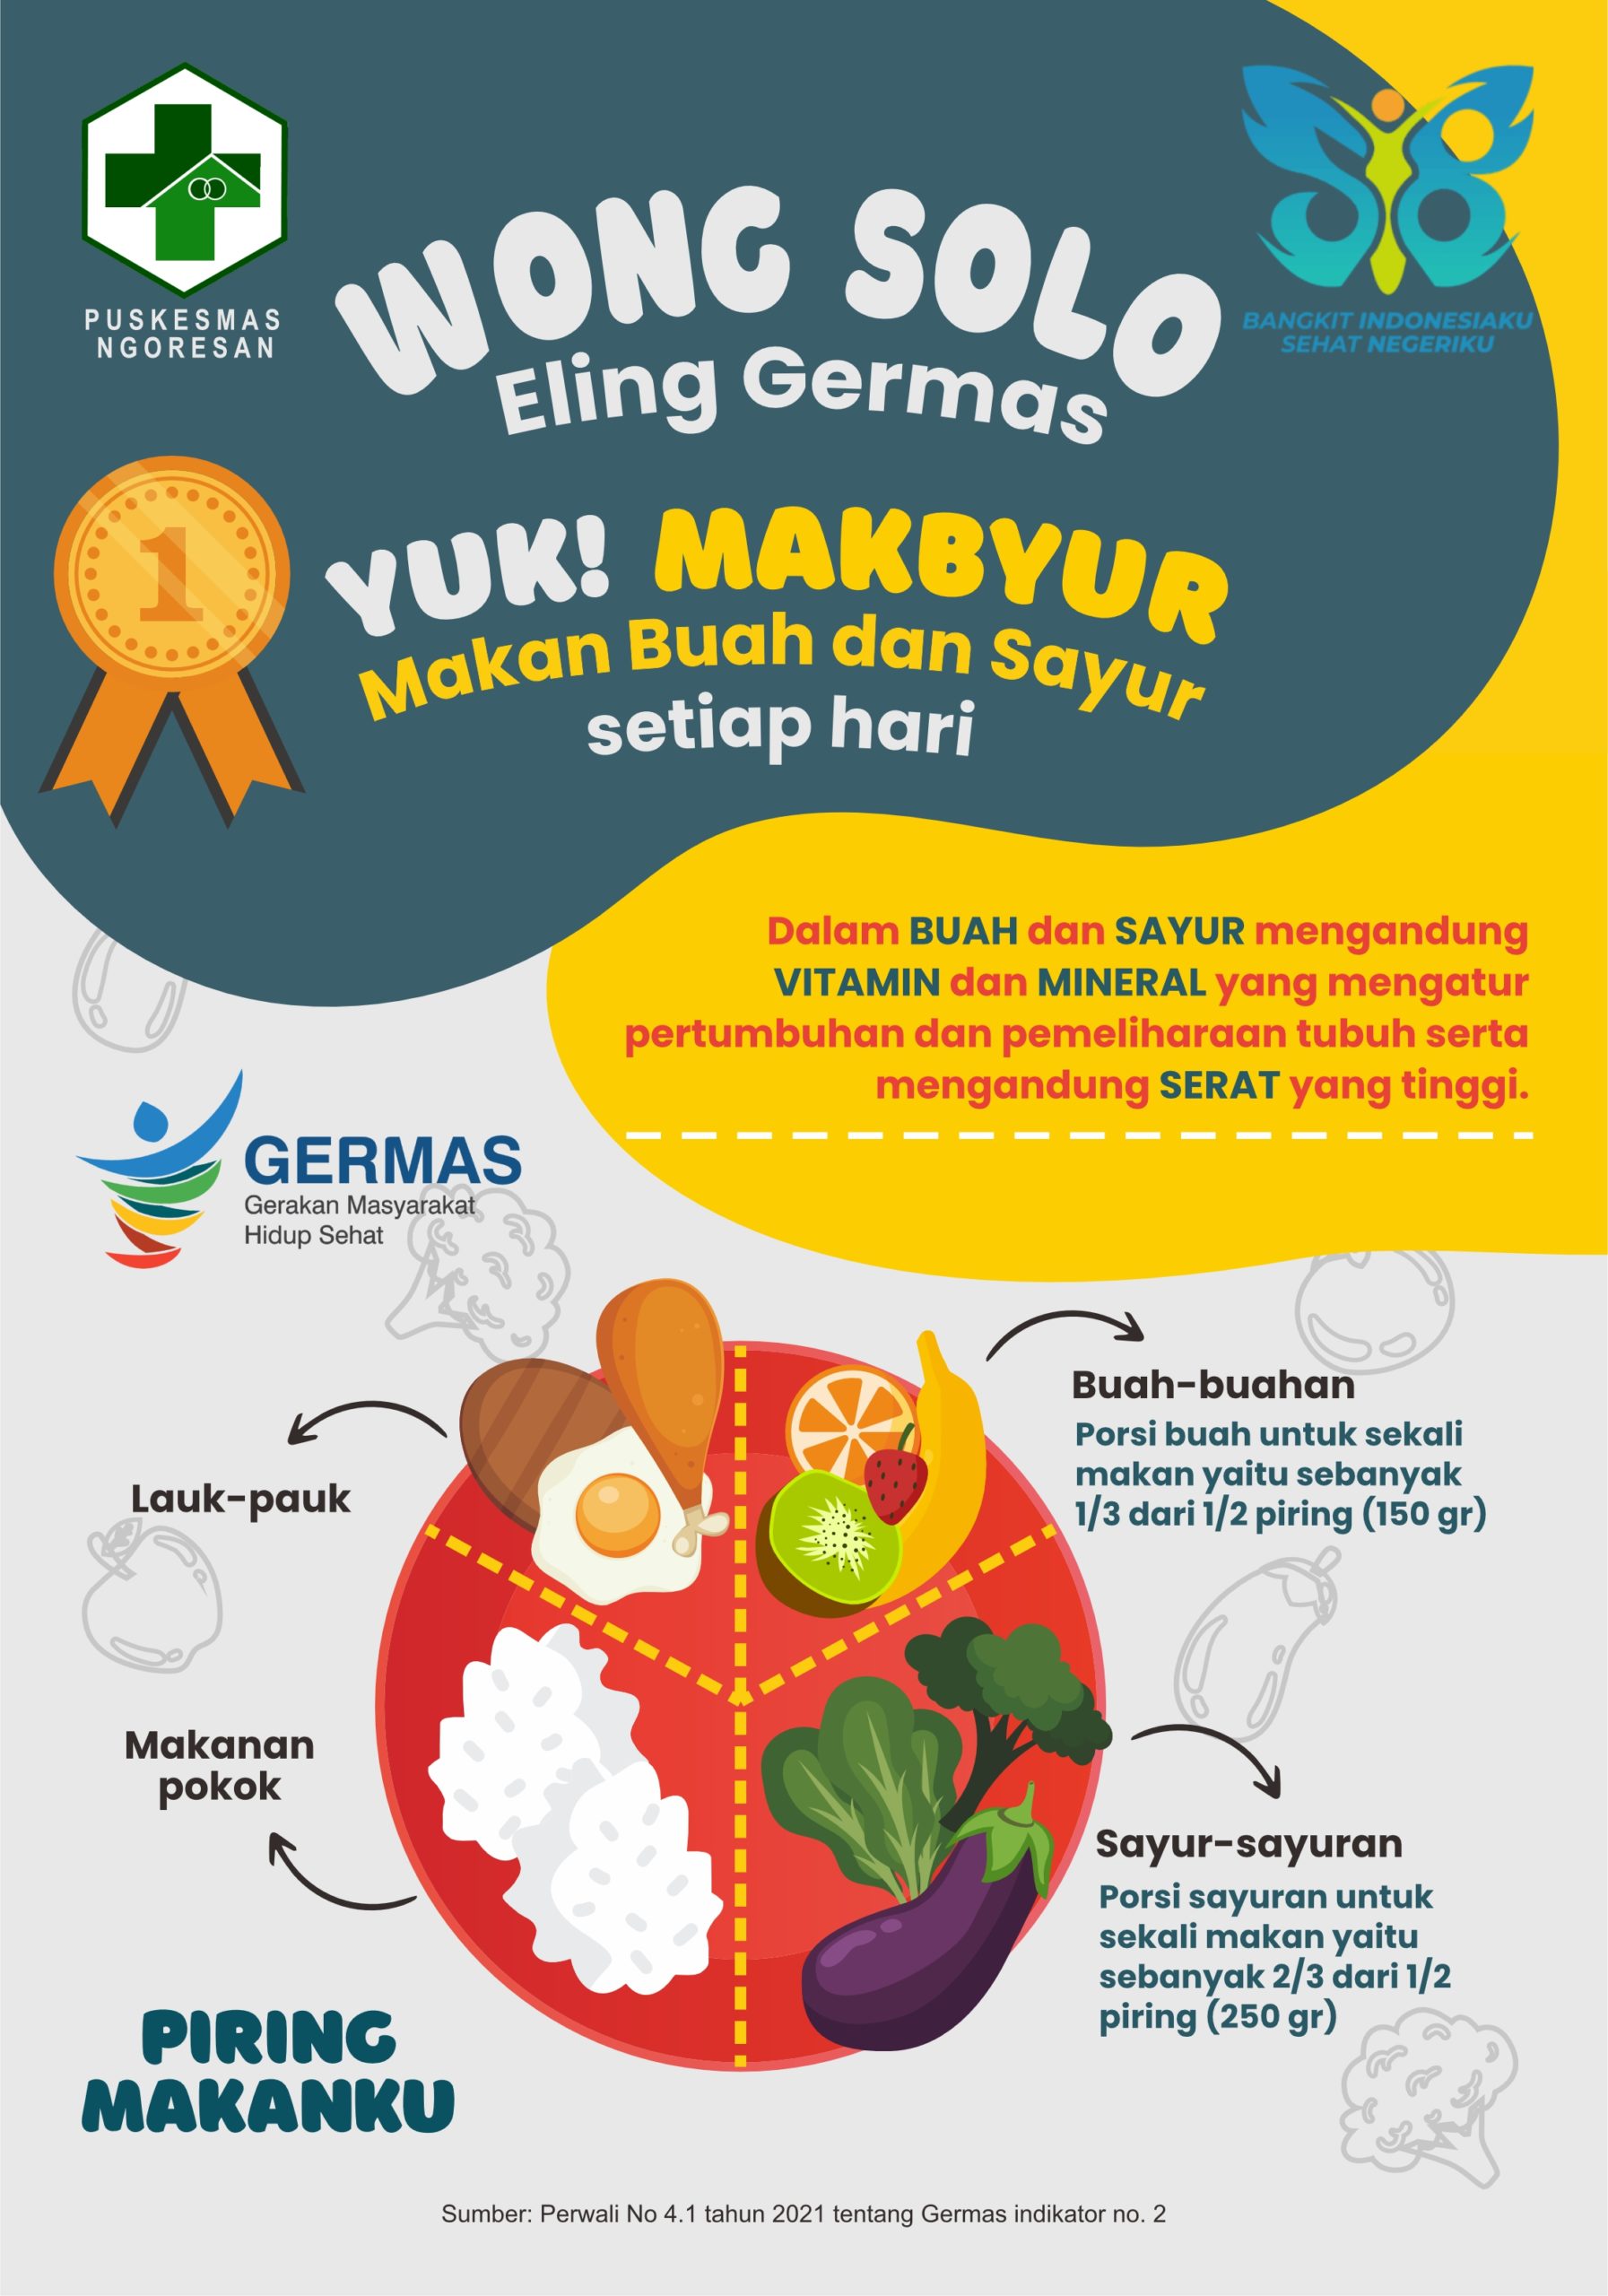 PUSKESMAS
NGORESAN
BANGKIT INDONESIAKU
SEHAT NEGERIKU
WONG SOLO
Eling Germas
1
YUK! MAKBYUR
Makan Buah dan Sayur
setiap hari
Dalam BUAH dan SAYUR mengandung
VITAMIN dan MINERAL yang mengatur
pertumbuhan dan pemeliharaan tubuh serta
mengandung SERAT yang tinggi.
GERMAS
Gerakan Masyarakat
Hidup Sehat
Buah-buahan
Porsi buah untuk sekali
makan yaitu sebanyak
1/3 dari 1/2 piring (150 gr)
Lauk-pauk
Makanan
pokok
Sayur-sayuran
Porsi sayuran untuk
sekali makan yaitu
sebanyak 2/3 dari 1/2
piring (250 gr)
PIRING
MAKANKU
Sumber: Perwali No 4.1 tahun 2021 tentang Germas indikator no. 2